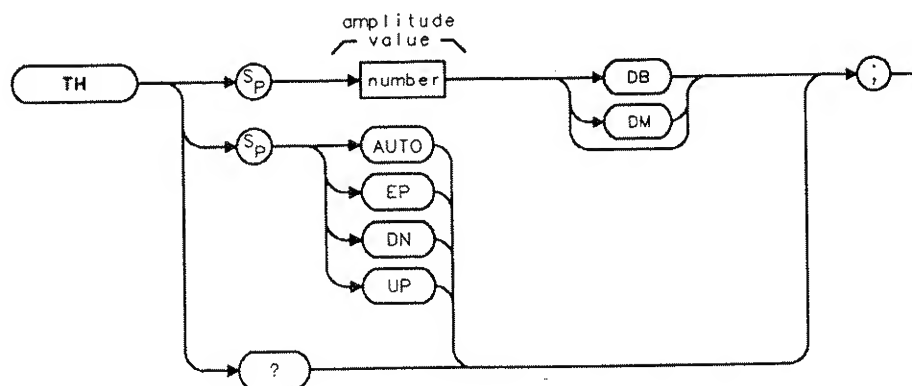 amplitude
value
TH
SP
number
DB
;
DM
SP
AUTO
EP
DN
UP
?